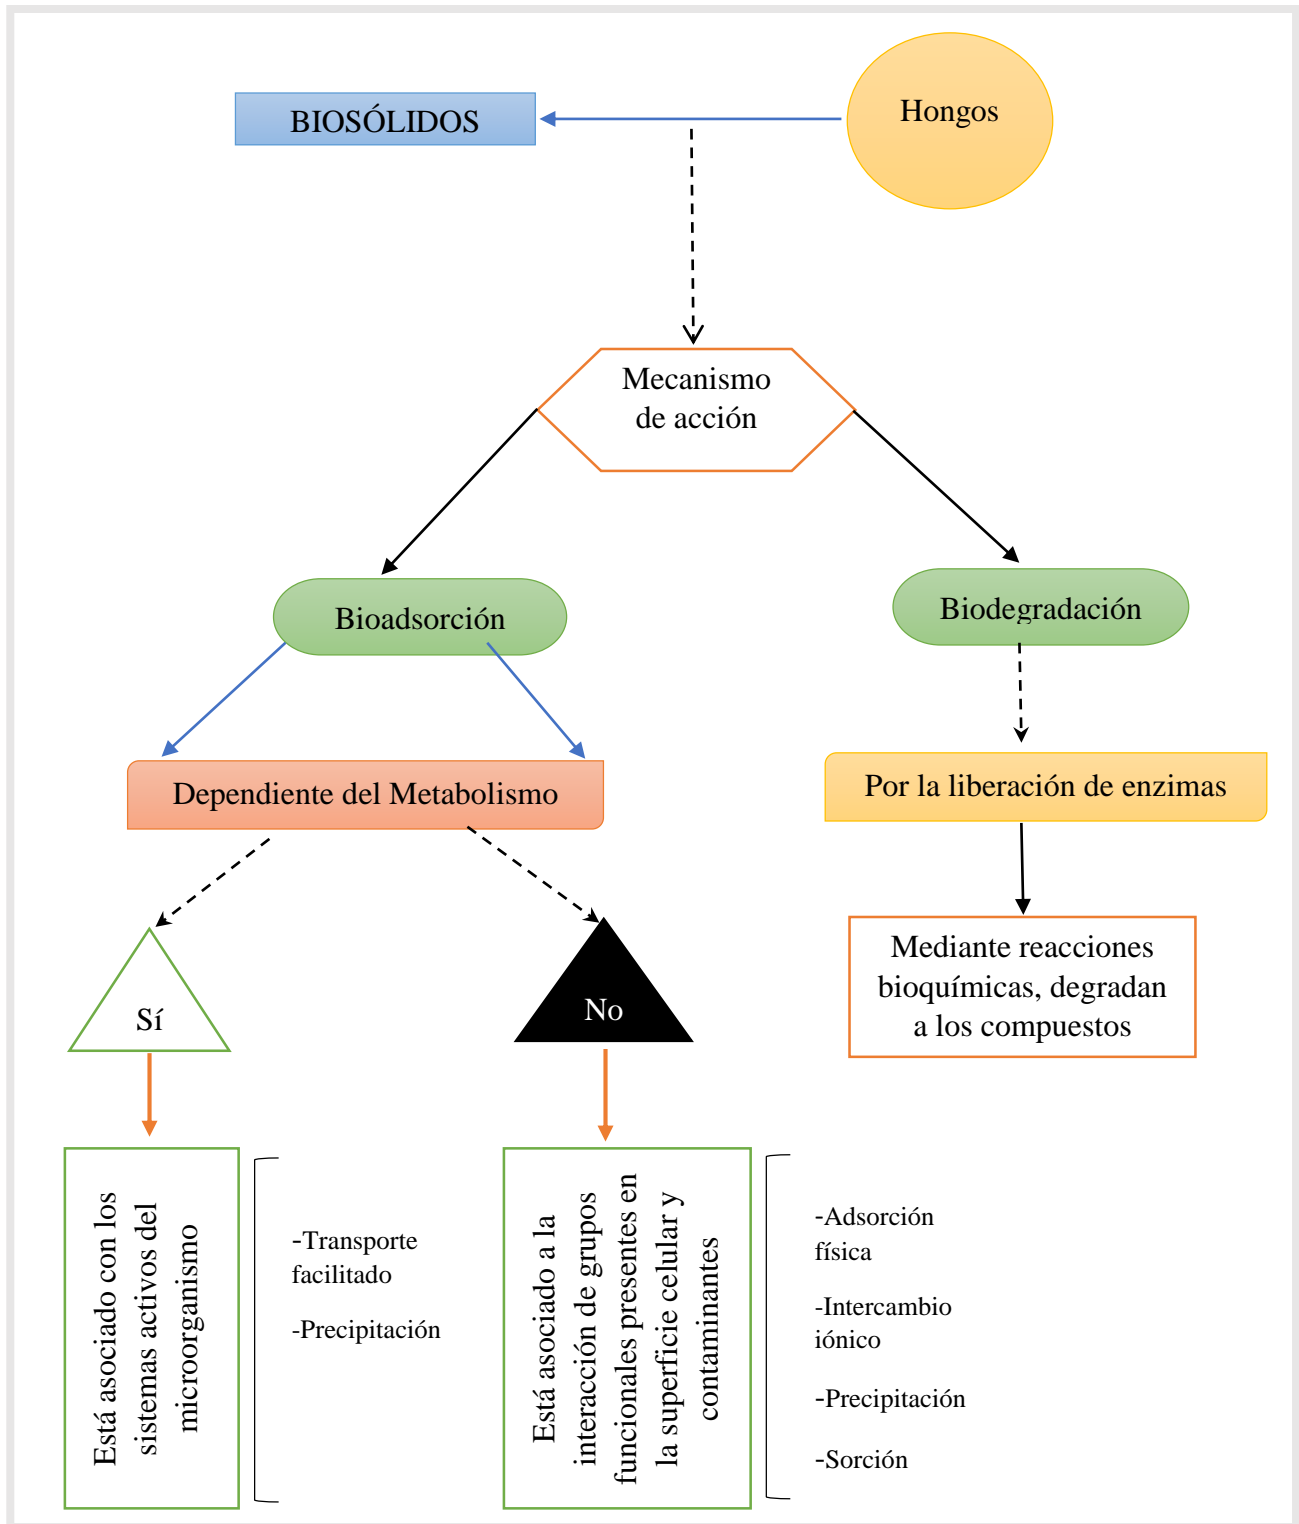 BIOSÓLIDOS
Hongos
Mecanismo
de acción
Bioadsorción
Biodegradación
Dependiente del Metabolismo
Por la liberación de enzimas
Sí
No
Mediante reacciones
bioquímicas, degradan
a los compuestos
Está asociado con los
sistemas activos del
microorganismo
-Transporte
facilitado
-Precipitación
Está asociado a la
interacción de grupos
funcionales presentes en
la superficie celular y
contaminantes
-Adsorción
física
-Intercambio
iónico
-Precipitación
-Sorción